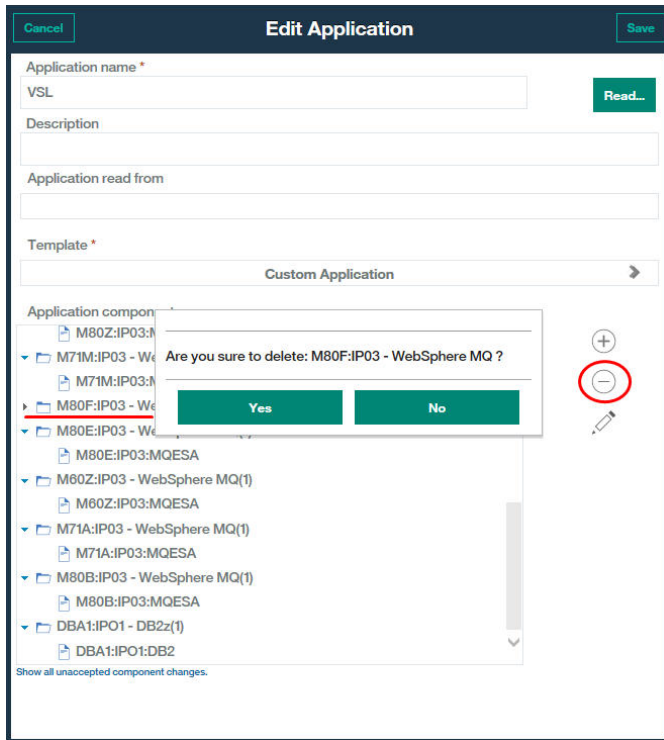 Cancel
Edit Application
Save
Application name *
VSL
Read...
Description
Application read from
Template *
Custom Application
Application compon
M80Z:IP03:M
M71M:IP03 - We
M71M:IP03:M
M80F:IP03 - We
Are you sure to delete: M80F:IP03 - WebSphere MQ ?
Yes
No
M80E:IP03 - We
M80E:IP03:MQESA
M60Z:IP03 - WebSphere MQ(1)
M60Z:IP03:MQESA
M71A:IP03 - WebSphere MQ(1)
M71A:IP03:MQESA
M80B:IP03 - WebSphere MQ(1)
M80B:IP03:MQESA
DBA1:IPO1 - DB2z(1)
DBA1:IPO1:DB2
Show all unaccepted component changes.